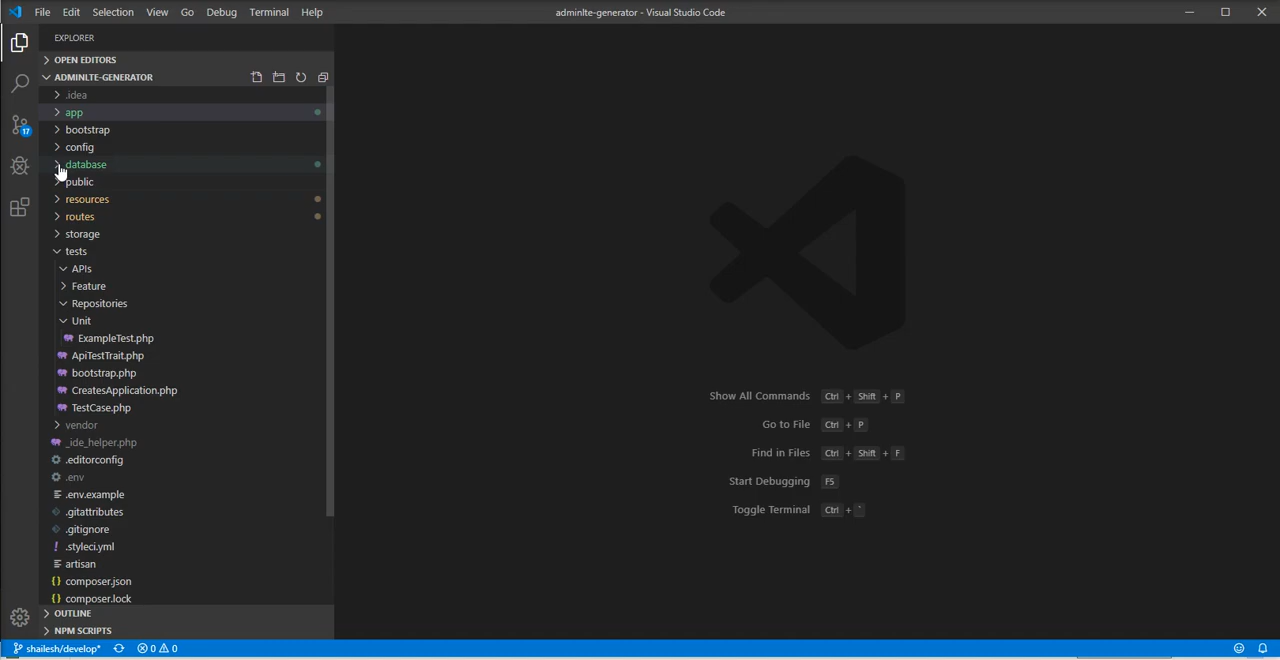 File Edit Selection View Go Debug Terminal Help
adminlte-generator - Visual Studio Code
EXPLORER
OPEN EDITORS
ADMINLTE-GENERATOR
.idea
app
bootstrap
config
database
public
resources
routes
storage
tests
APIs
Feature
Repositories
Unit
ExampleTest.php
ApiTestTrait.php
bootstrap.php
CreatesApplication.php
TestCase.php
vendor
_ide_helper.php
.editorconfig
.env
.env.example
.gitattributes
.gitignore
.styleci.yml
artisan
composer.json
composer.lock
OUTLINE
NPM SCRIPTS
17
Show All Commands Ctrl + Shift + P
Go to File Ctrl + P
Find in Files Ctrl + Shift + F
Start Debugging F5
Toggle Terminal Ctrl + `
shailesh/develop* 0 0